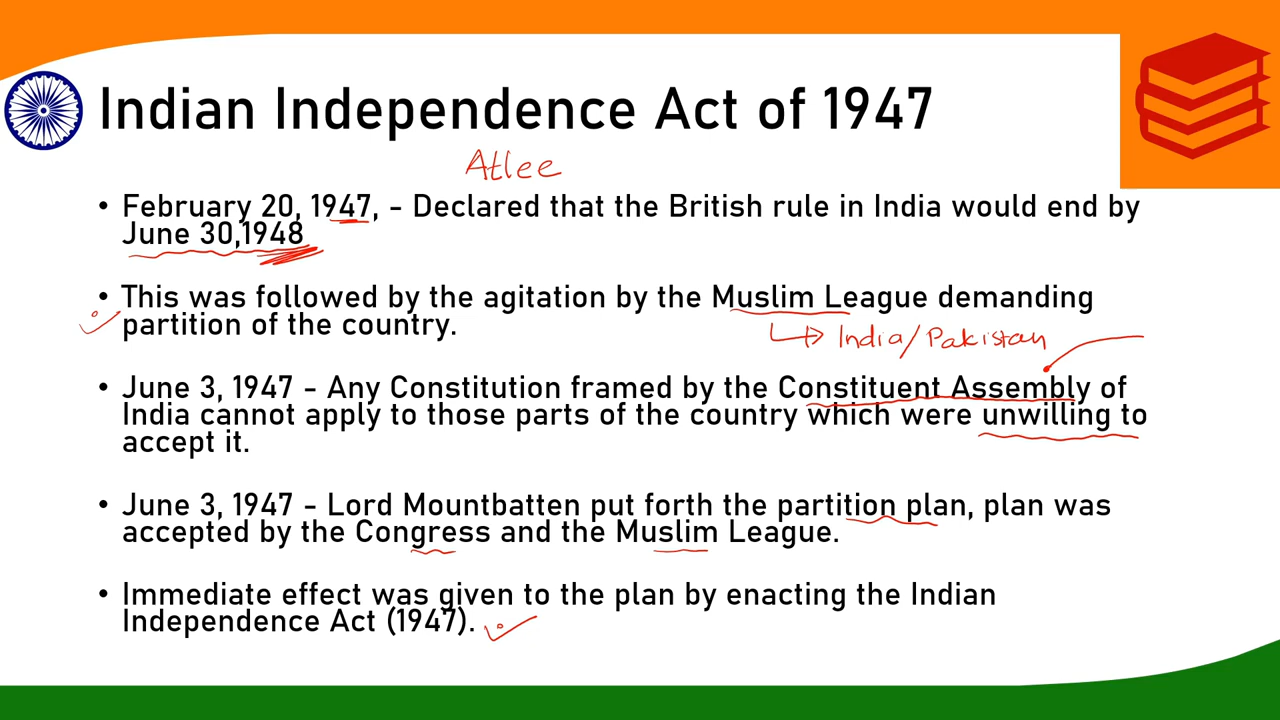 Indian Independence Act of 1947
Atlee
• February 20, 1947, - Declared that the British rule in India would end by
June 30,1948
• This was followed by the agitation by the Muslim League demanding
partition of the country.
India/Pakistan
• June 3, 1947 - Any Constitution framed by the Constituent Assembly of
India cannot apply to those parts of the country which were unwilling to
accept it.
• June 3, 1947 - Lord Mountbatten put forth the partition plan, plan was
accepted by the Congress and the Muslim League.
• Immediate effect was given to the plan by enacting the Indian
Independence Act (1947).